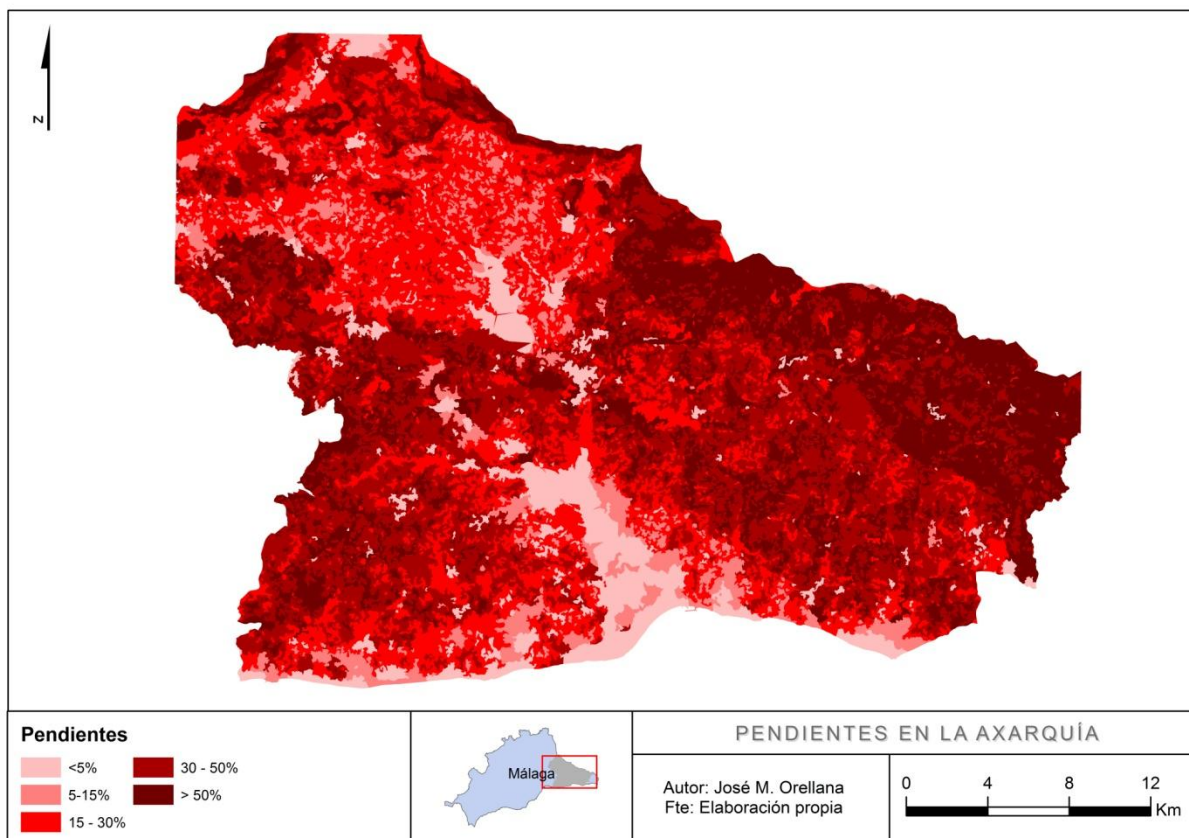 N
Pendientes
<5%
5-15%
15 - 30%
30 - 50%
> 50%
Málaga
PENDIENTES EN LA AXARQUÍA
Autor: José M. Orellana
Fte: Elaboración propia
0 4 8 12
Km